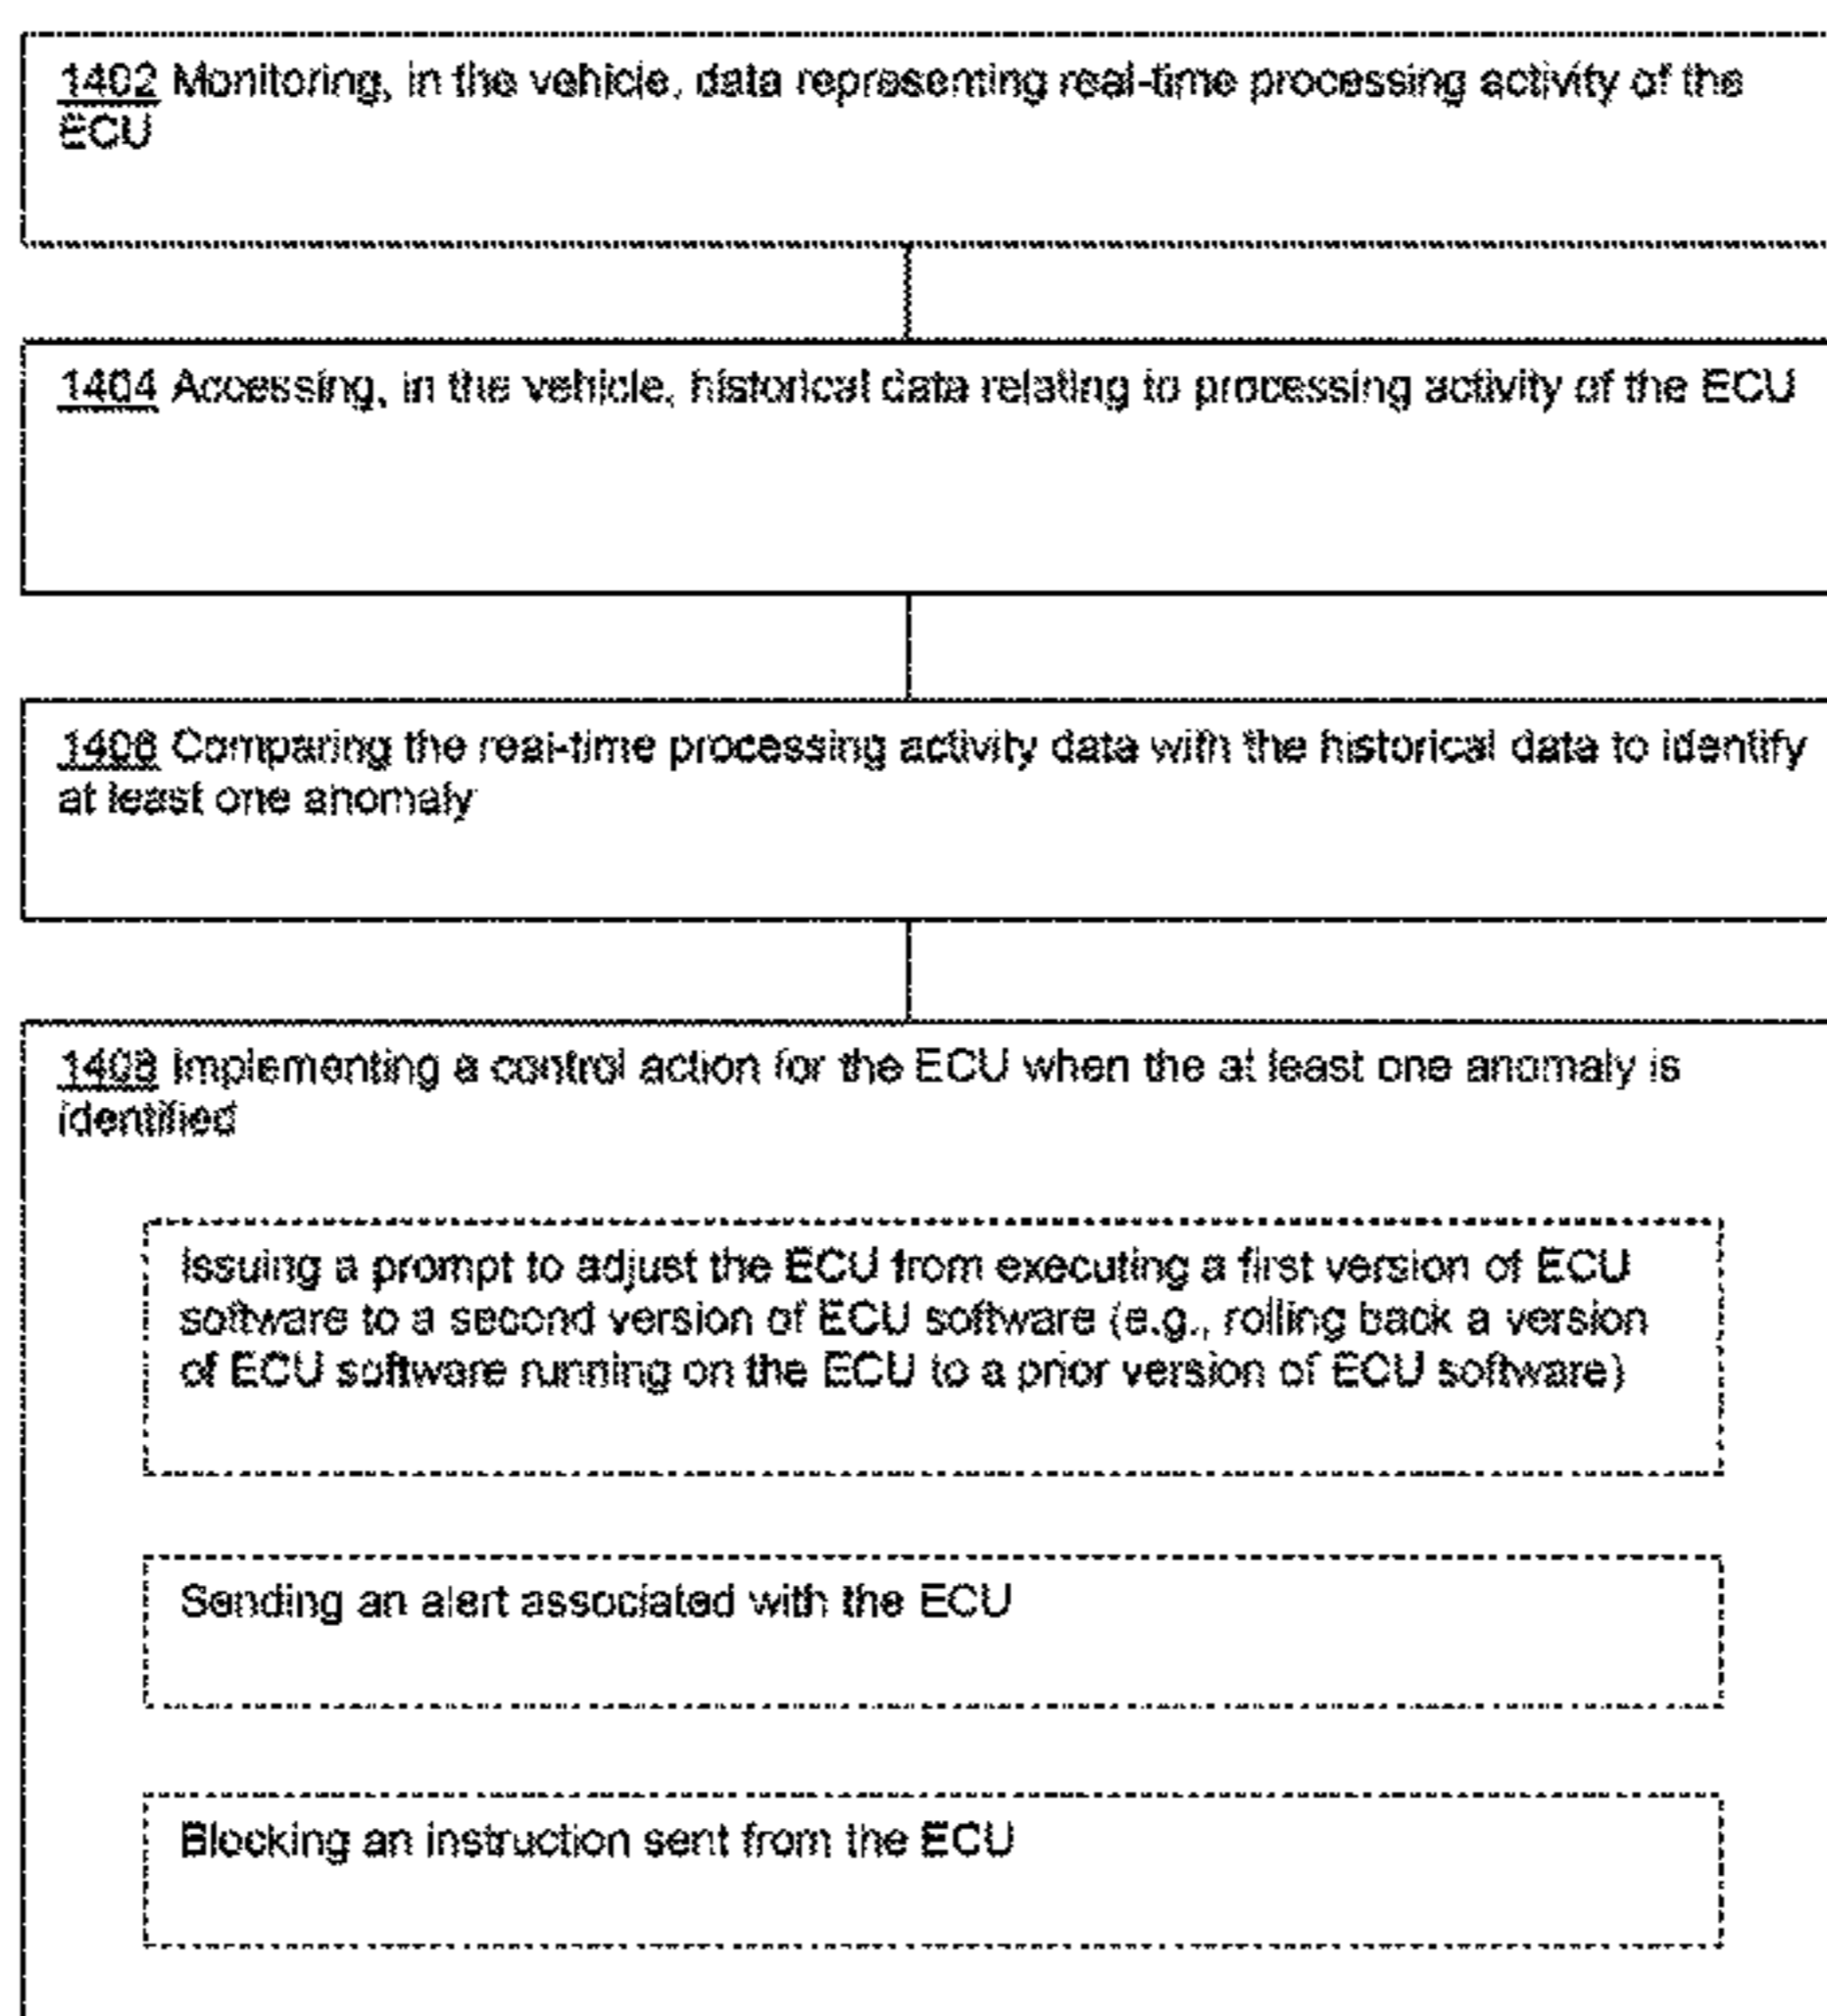 1402 Monitoring, in the vehicle, data representing real-time processing activity of the
ECU
1404 Accessing, in the vehicle, historical data relating to processing activity of the ECU
1406 Comparing the real-time processing activity data with the historical data to identify
at least one anomaly
1408 Implementing a control action for the ECU when the at least one anomaly is
identified
Issuing a prompt to adjust the ECU from executing a first version of ECU
software to a second version of ECU software (e.g., rolling back a version
of ECU software running on the ECU to a prior version of ECU software)
Sending an alert associated with the ECU
Blocking an instruction sent from the ECU